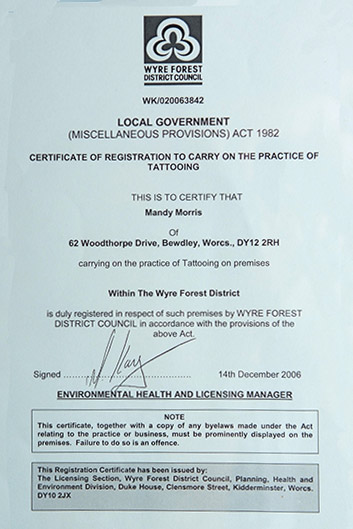 WYRE FOREST
DISTRICT COUNCIL
WK/020063842
LOCAL GOVERNMENT
(MISCELLANEOUS PROVISIONS) ACT 1982
CERTIFICATE OF REGISTRATION TO CARRY ON THE PRACTICE OF
TATTOOING
THIS IS TO CERTIFY THAT
Mandy Morris
Of
62 Woodthorpe Drive, Bewdley, Worcs., DY12 2RH
carrying on the practice of Tattooing on premises
Within The Wyre Forest District
is duly registered in respect of such premises by WYRE FOREST
DISTRICT COUNCIL in accordance with the provisions of the
above Act.
Signed ................................ 14th December 2006
ENVIRONMENTAL HEALTH AND LICENSING MANAGER
NOTE
This certificate, together with a copy of any byelaws made under the Act
relating to the practice or business, must be prominently displayed on the
premises. Failure to do so is an offence.
This Registration Certificate has been issued by:
The Licensing Section, Wyre Forest District Council, Planning, Health and
Environment Division, Duke House, Clensmore Street, Kidderminster, Worcs.
DY10 2JX